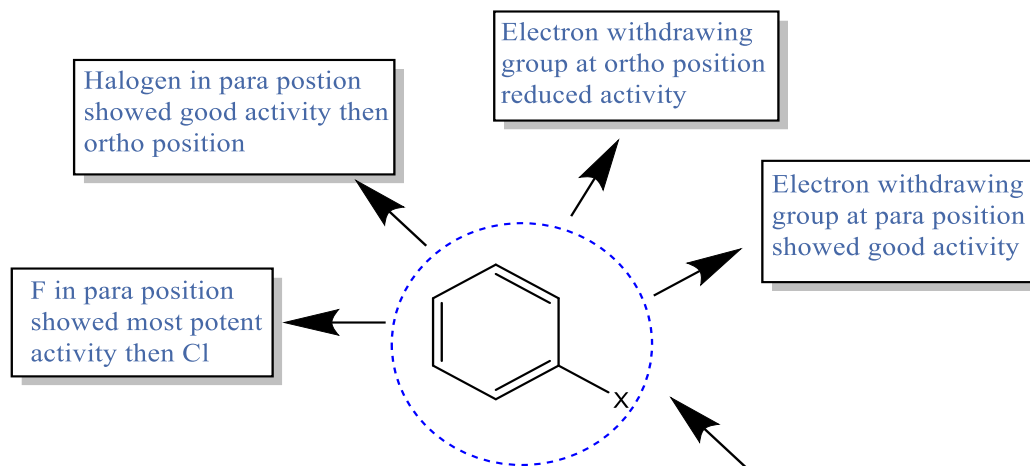 Electron withdrawing
group at ortho position
reduced activity
Halogen in para postion
showed good activity then
ortho position
Electron withdrawing
group at para position
showed good activity
F in para position
showed most potent
activity then Cl
X